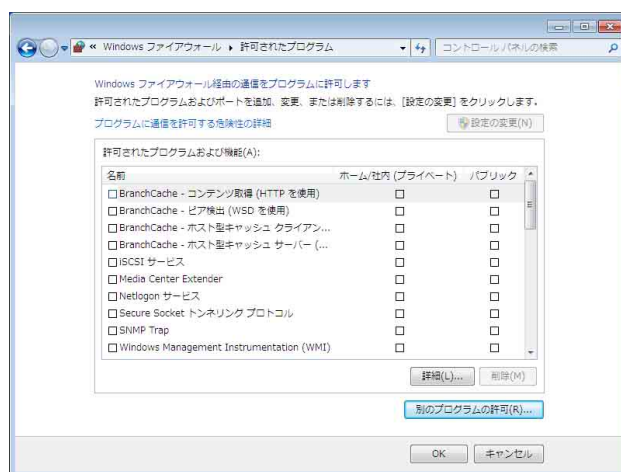 « Windows ファイアウォール ▸ 許可されたプログラム
コントロール パネルの検索
Windows ファイアウォール経由の通信をプログラムに許可します
許可されたプログラムおよびポートを追加、変更、または削除するには、[設定の変更] をクリックします。
プログラムに通信を許可する危険性の詳細
設定の変更(N)
許可されたプログラムおよび機能(A):
名前 ホーム/社内 (プライベート) パブリック
BranchCache - コンテンツ取得 (HTTP を使用)
BranchCache - ピア検出 (WSD を使用)
BranchCache - ホスト型キャッシュ クライアン...
BranchCache - ホスト型キャッシュ サーバー (...
iSCSI サービス
Media Center Extender
Netlogon サービス
Secure Socket トンネリング プロトコル
SNMP Trap
Windows Management Instrumentation (WMI)
詳細(L)... 削除(M)
別のプログラムの許可(R)...
OK キャンセル